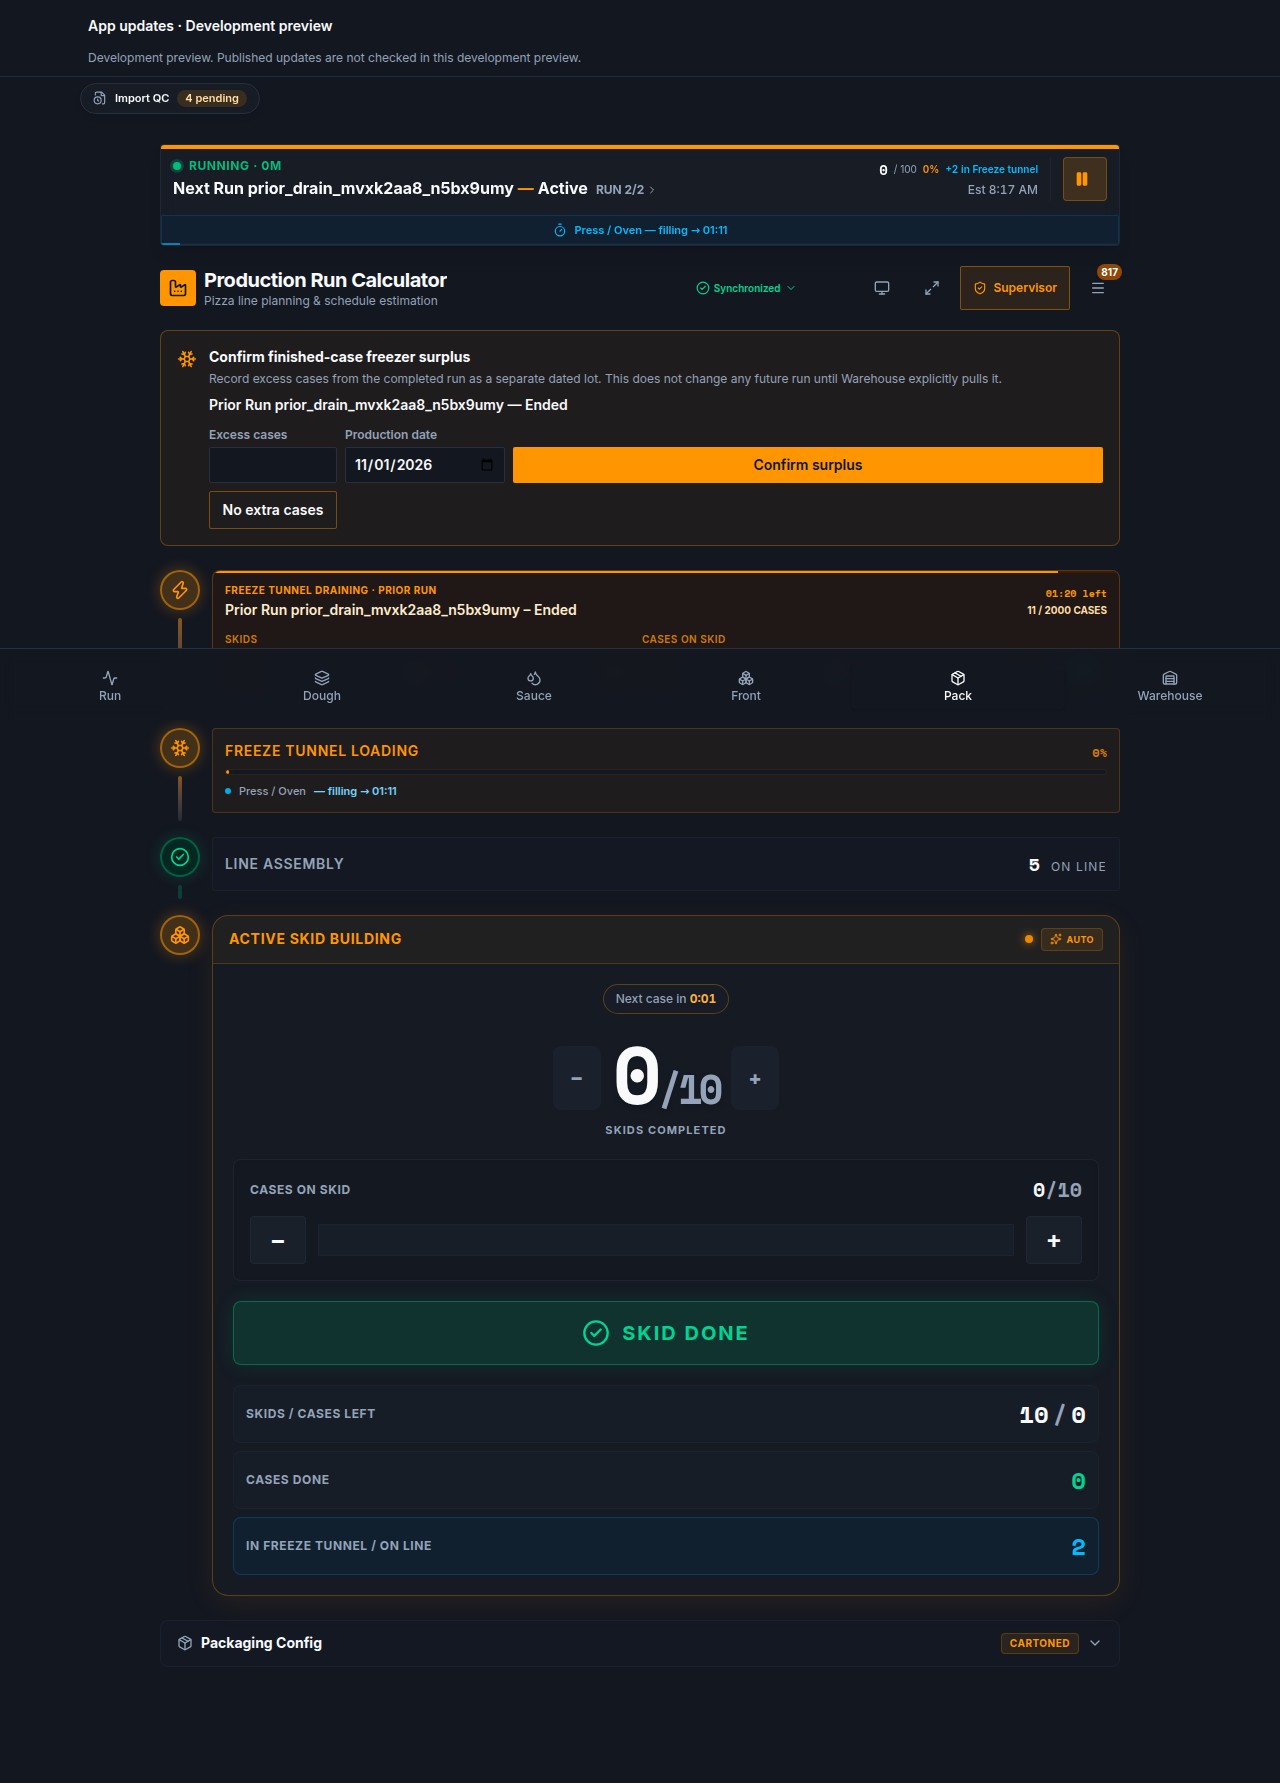 App updates · Development preview
Development preview. Published updates are not checked in this development preview.
Import QC 4 pending
RUNNING · 0M
0 / 100 0% +2 in Freeze tunnel
Next Run prior_drain_mvxk2aa8_n5bx9umy — Active RUN 2/2
Est 8:17 AM
Press / Oven — filling → 01:11
Production Run Calculator
Pizza line planning & schedule estimation
Synchronized
Supervisor
817
Confirm finished-case freezer surplus
Record excess cases from the completed run as a separate dated lot. This does not change any future run until Warehouse explicitly pulls it.
Prior Run prior_drain_mvxk2aa8_n5bx9umy — Ended
Excess cases Production date
11/01/2026 Confirm surplus
No extra cases
FREEZE TUNNEL DRAINING · PRIOR RUN
01:20 left
Prior Run prior_drain_mvxk2aa8_n5bx9umy – Ended
11 / 2000 CASES
SKIDS CASES ON SKID
Run Dough Sauce Front Pack Warehouse
FREEZE TUNNEL LOADING 0%
Press / Oven — filling → 01:11
LINE ASSEMBLY 5 ON LINE
ACTIVE SKID BUILDING AUTO
Next case in 0:01
− 0/10 +
SKIDS COMPLETED
CASES ON SKID 0/10
− +
SKID DONE
SKIDS / CASES LEFT 10 / 0
CASES DONE 0
IN FREEZE TUNNEL / ON LINE 2
Packaging Config CARTONED